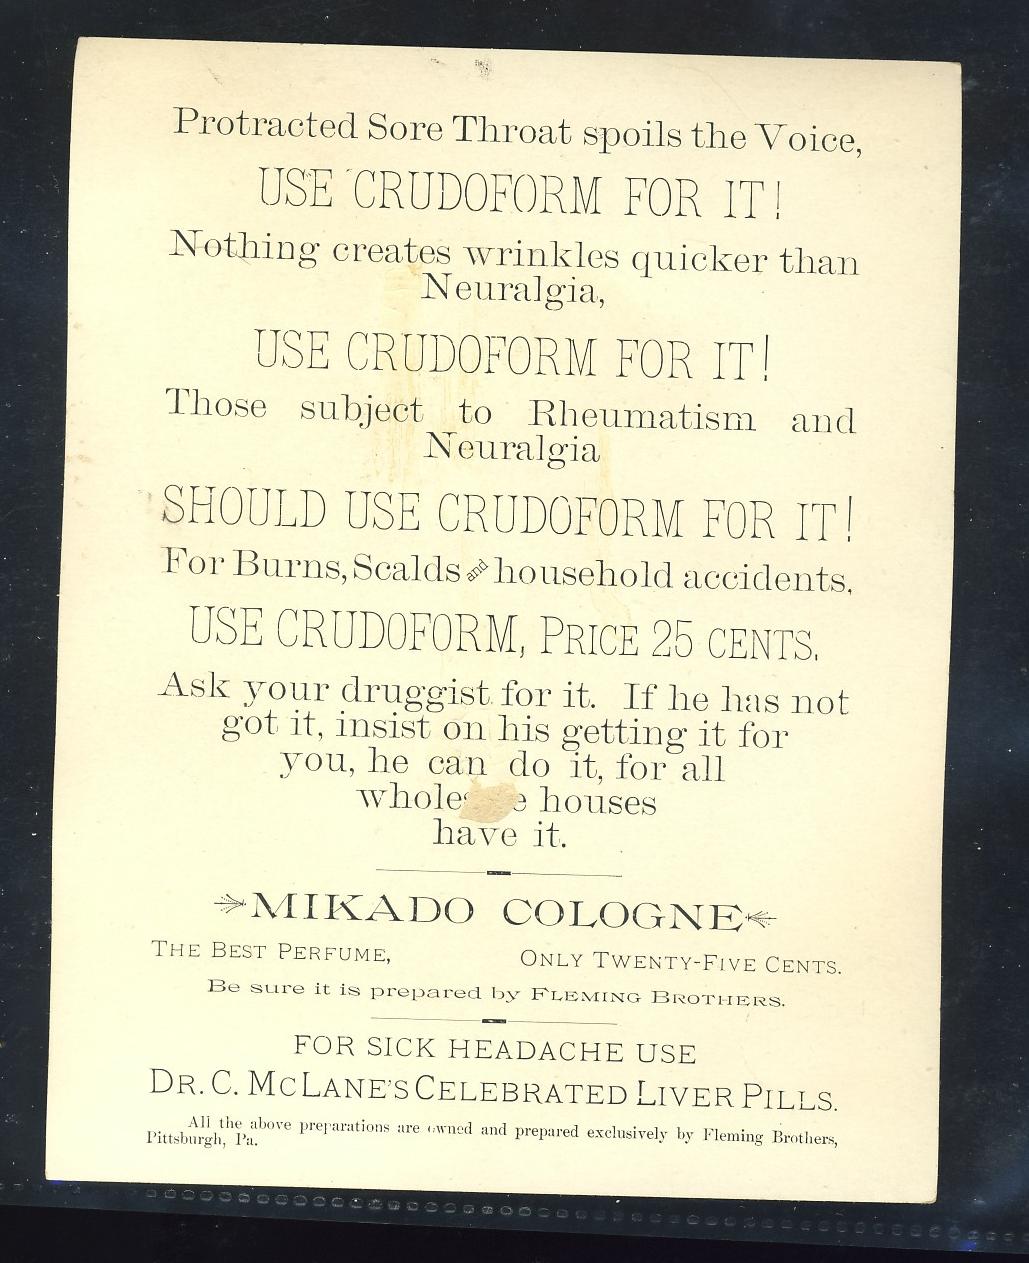 Protracted Sore Throat spoils the Voice,
USE CRUDOFORM FOR IT!
Nothing creates wrinkles quicker than
Neuralgia,
USE CRUDOFORM FOR IT!
Those subject to Rheumatism and
Neuralgia
SHOULD USE CRUDOFORM FOR IT!
For Burns, Scalds and household accidents,
USE CRUDOFORM, PRICE 25 CENTS.
Ask your druggist for it. If he has not
got it, insist on his getting it for
you, he can do it, for all
houses
have it.
MIKADO COLOGNE
THE BEST PERFUME, ONLY TWENTY-FIVE CENTS.
Be sure it is prepared by FLEMING BROTHERS.
FOR SICK HEADACHE USE
DR. C. MCLANE'S CELEBRATED LIVER PILLS.
All the above preparations are owned and prepared exclusively by Fleming Brothers,
Pittsburgh, Pa.